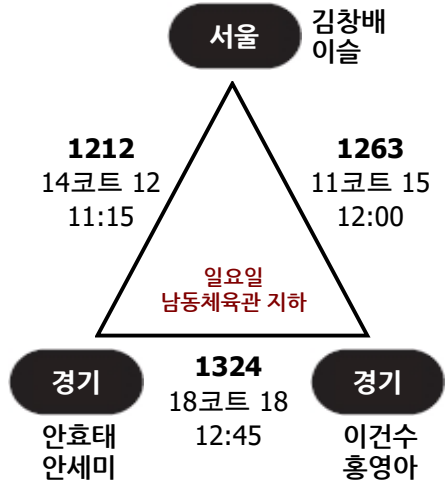 서울
김창배
이슬
1212
14코트 12
11:15
1263
11코트 15
12:00
일요일
남동체육관 지하
경기
안효태
안세미
1324
18코트 18
12:45
경기
이건수
홍영아